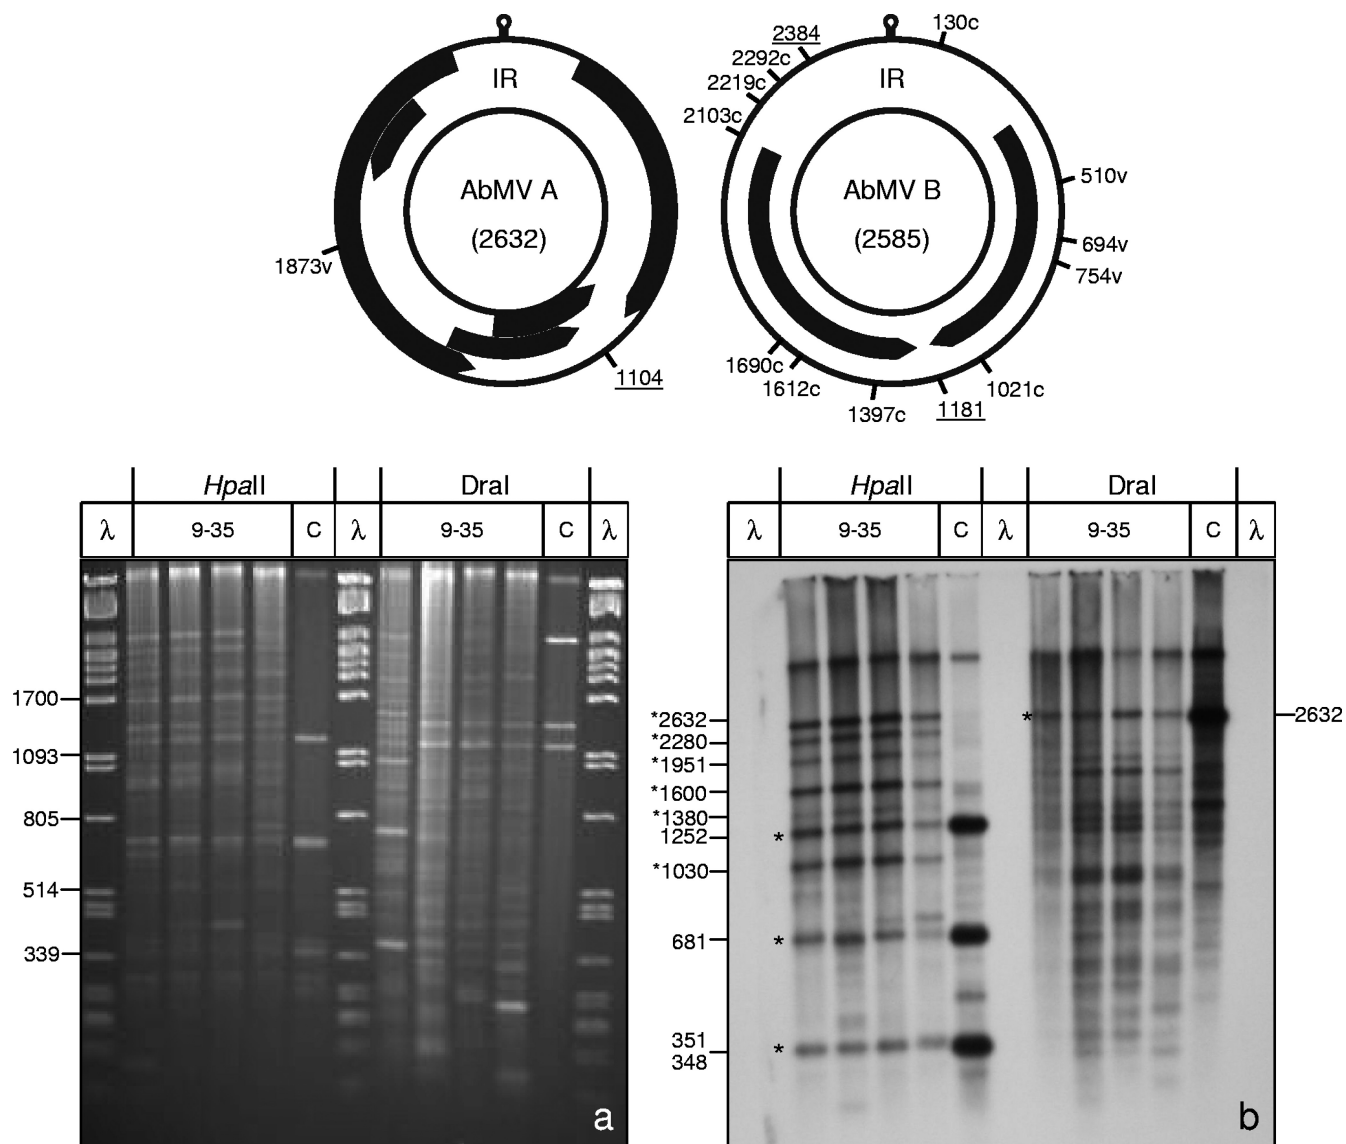 2384
130c
2292c
2219c
2103c
IR
IR
AbMV A
(2632)
AbMV B
(2585)
510v
694v
754v
1873v
1104
1690c
1612c
1397c
1181
1021c
HpaII
DraI
λ
9-35
C
λ
9-35
C
λ
1700
1093
805
514
339
a
HpaII
DraI
λ
9-35
C
λ
9-35
C
λ
*2632
*2280
*1951
*1600
*1380
1252
*
*1030
681
*
351
348
*
*
2632
b